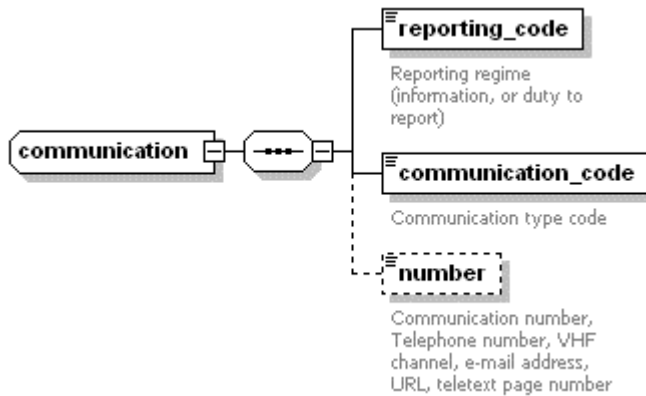 reporting_code
Reporting regime
(information, or duty to
report)
communication
communication_code
Communication type code
number
Communication number,
Telephone number, VHF
channel, e-mail address,
URL, teletext page number